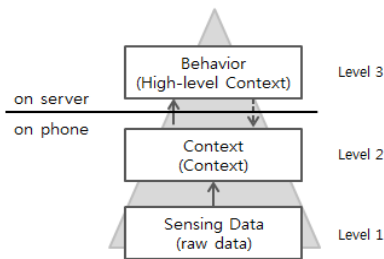 Behavior
(High-level Context)
Level 3
on server
on phone
Context
(Context)
Level 2
Sensing Data
(raw data)
Level 1